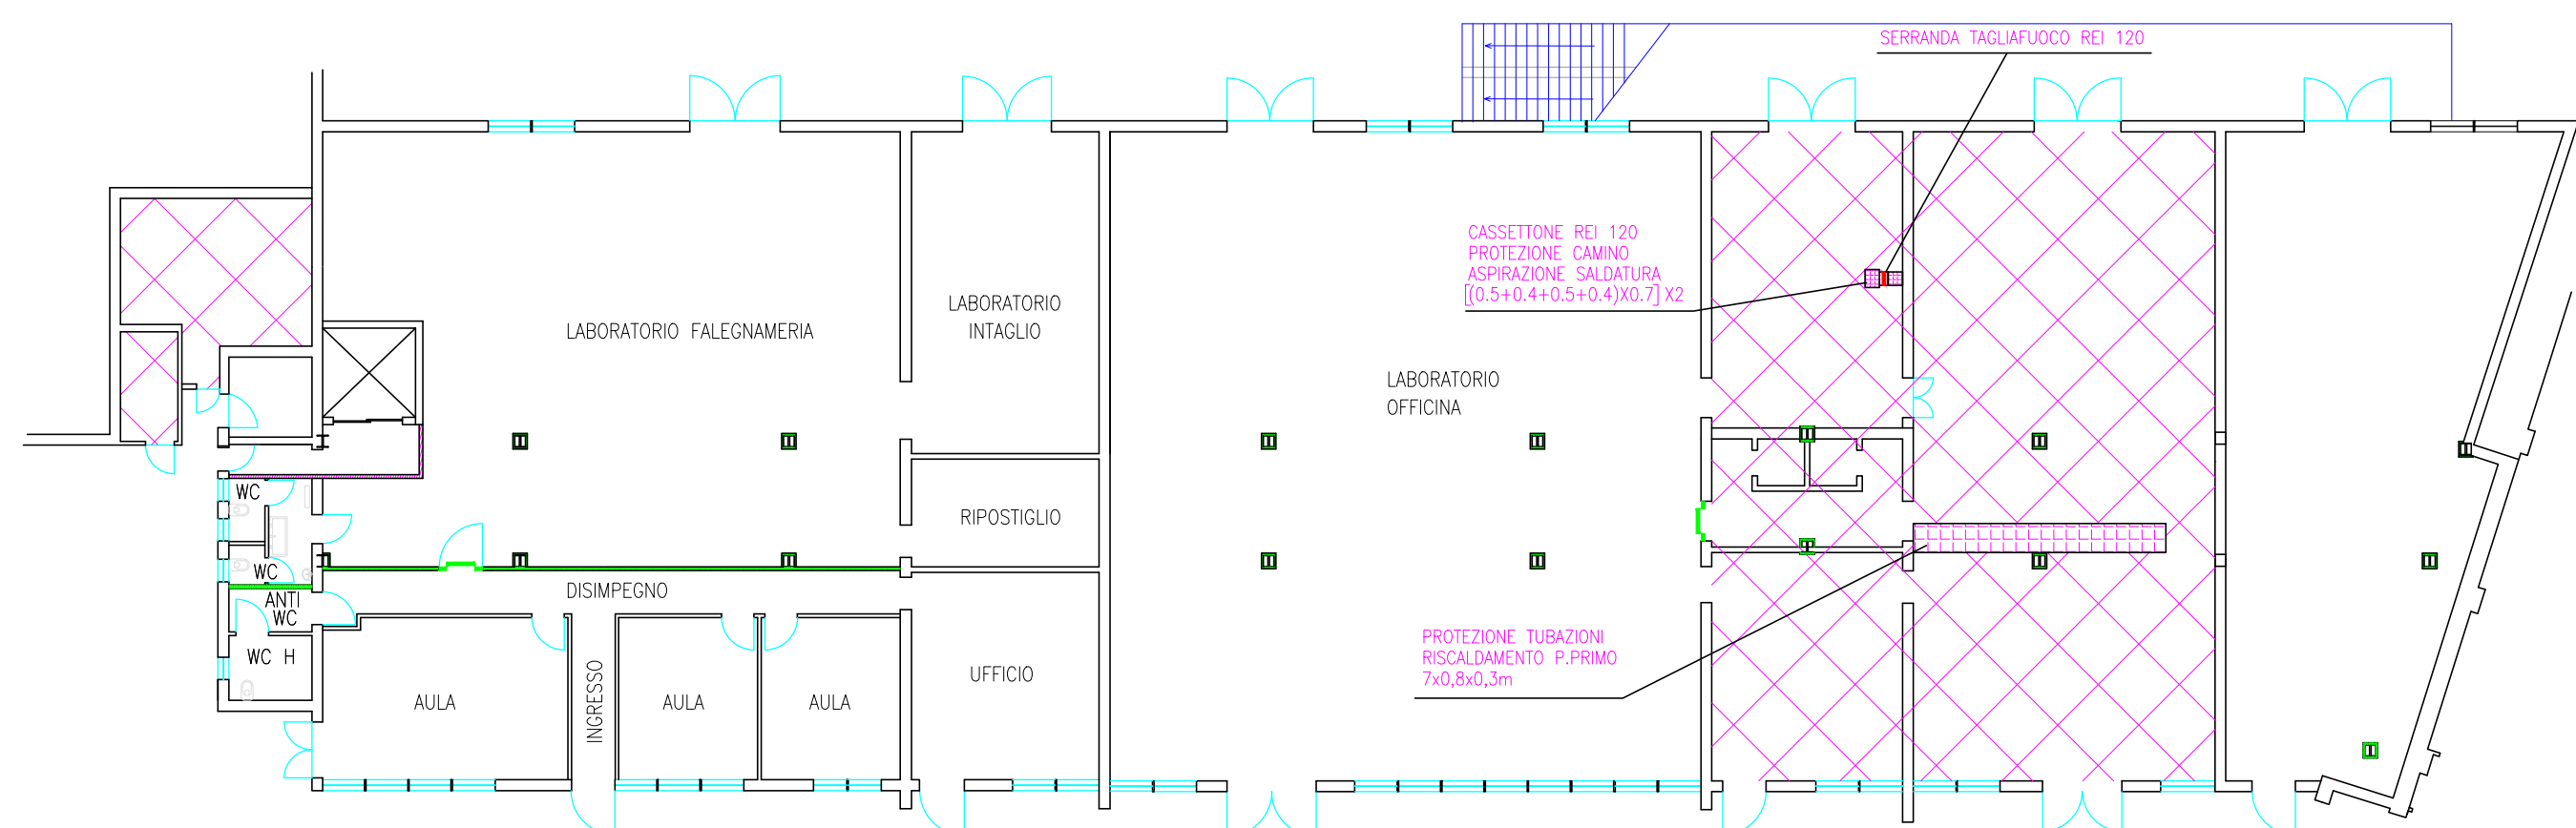 SERRANDA TAGLIAFUOCO REI 120
CASSETTONE REI 120
PROTEZIONE CAMINO
ASPIRAZIONE SALDATURA
[(0.5+0.4+0.5+0.4)X0.7] X2
LABORATORIO FALEGNAMERIA
LABORATORIO
INTAGLIO
LABORATORIO
OFFICINA
WC
RIPOSTIGLIO
WC
DISIMPEGNO
ANTI
WC
WC H
INGRESSO
UFFICIO
PROTEZIONE TUBAZIONI
RISCALDAMENTO P.PRIMO
7x0,8x0,3m
AULA
AULA
AULA